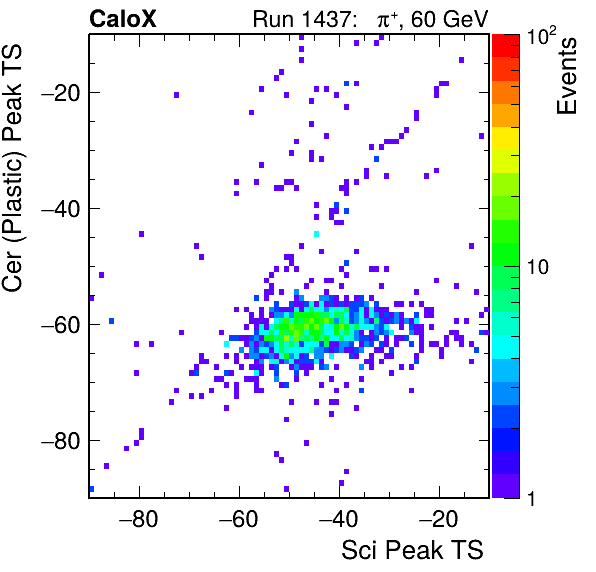 CaloX Run 1437: π⁺, 60 GeV
10²
Events
Cer (Plastic) Peak TS
−20
−40
10
−60
−80
1
−80 −60 −40 −20
Sci Peak TS